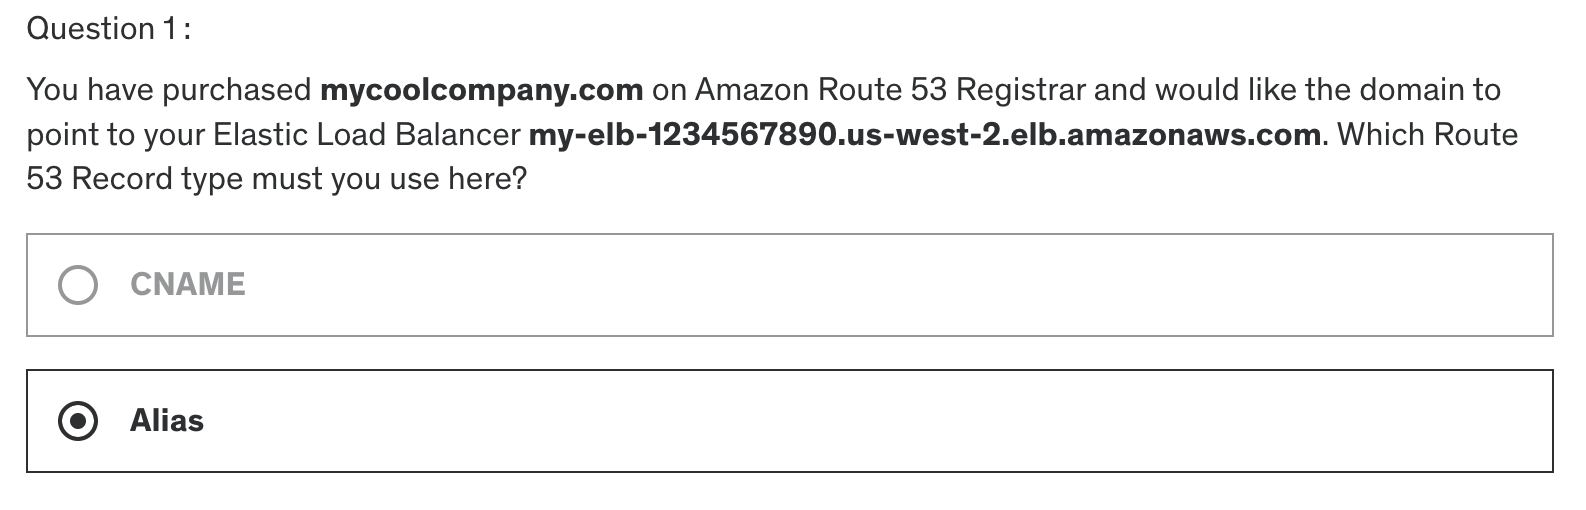 Question 1:
You have purchased mycoolcompany.com on Amazon Route 53 Registrar and would like the domain to
point to your Elastic Load Balancer my-elb-1234567890.us-west-2.elb.amazonaws.com. Which Route
53 Record type must you use here?
CNAME
Alias